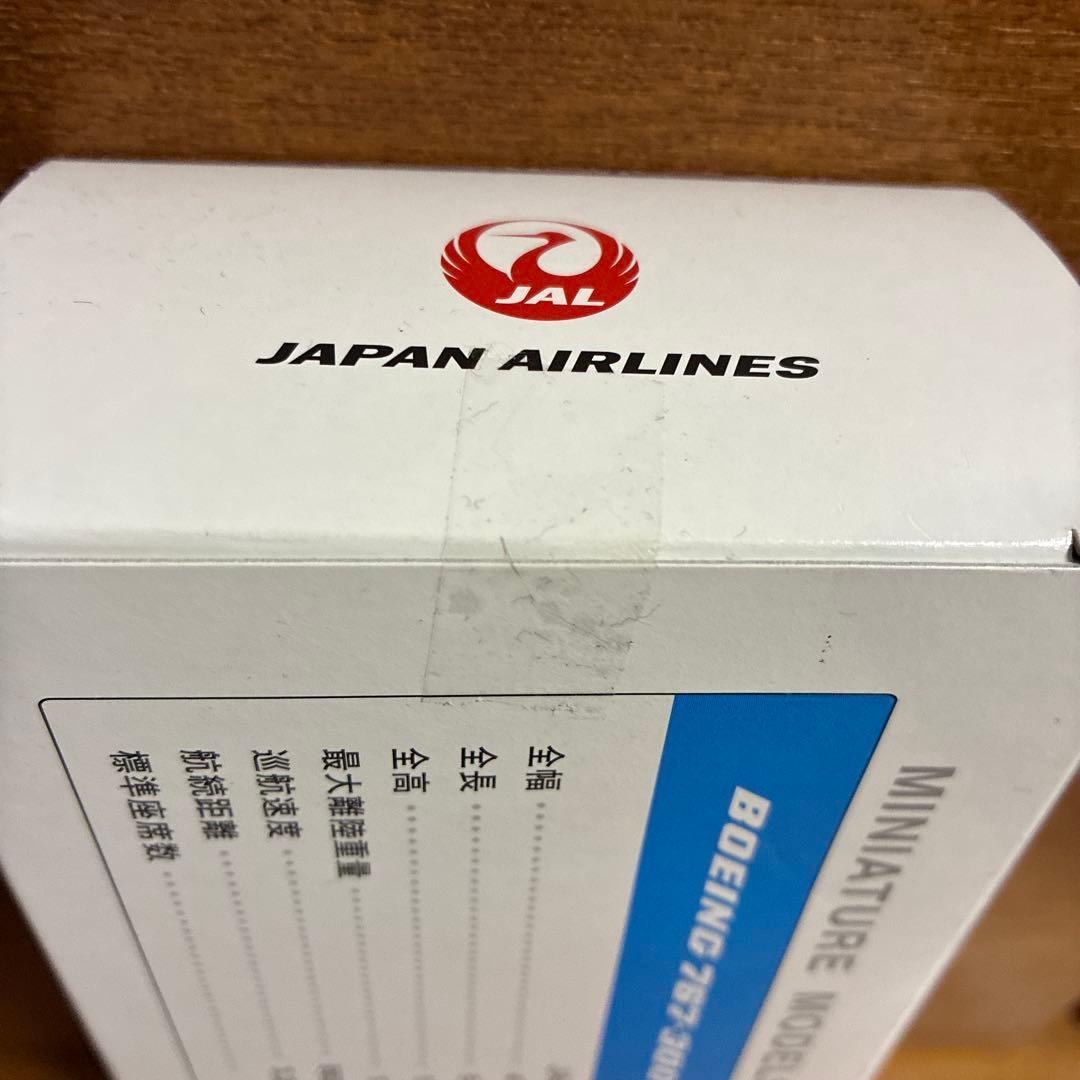 JAL
JAPAN AIRLINES
MINIATURE MODELS
BOEING 767-300
全幅
全長
全高
最大離陸重量
巡航速度
航続距離
標準座席数